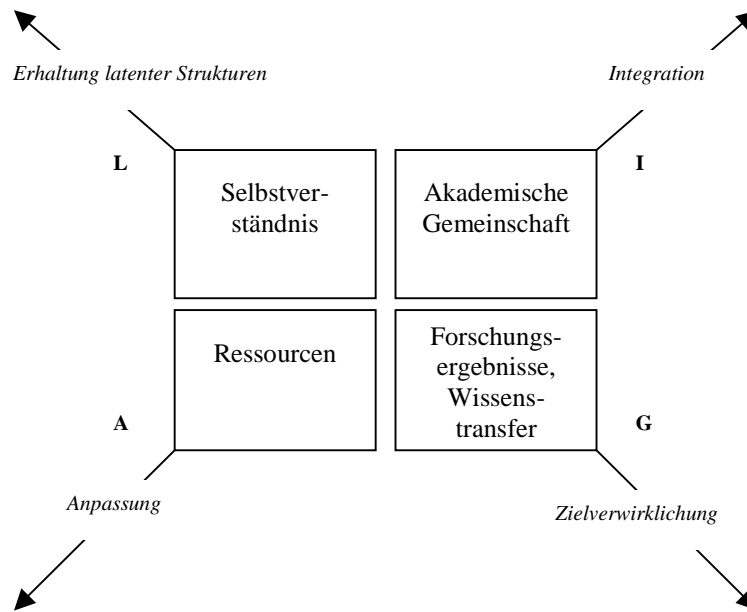 Erhaltung latenter Strukturen
Integration
L
I
Selbstver-
ständnis
Akademische
Gemeinschaft
Ressourcen
Forschungs-
ergebnisse,
Wissens-
transfer
A
G
Anpassung
Zielverwirklichung